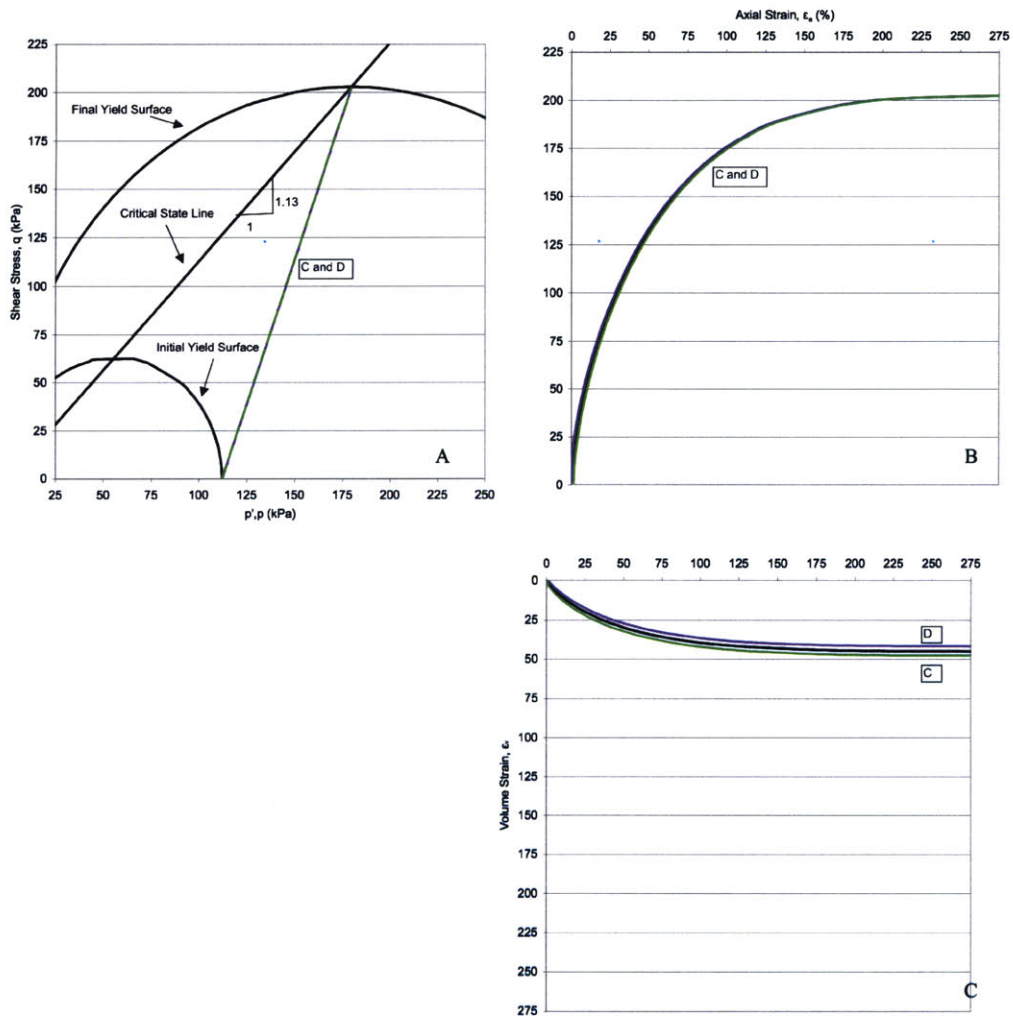 225
200
175
150
125
100
75
50
25
0
Shear Stress, q (kPa)
Final Yield Surface
Critical State Line
1.13
1
C and D
Initial Yield Surface
A
25 50 75 100 125 150 175 200 225 250
p',p (kPa)
Axial Strain, εa (%)
0 25 50 75 100 125 150 175 200 225 250 275
225
200
175
150
125
100
75
50
25
0
C and D
B
0 25 50 75 100 125 150 175 200 225 250 275
0
25
50
75
100
125
150
175
200
225
250
275
Volume Strain, εv
D
C
C